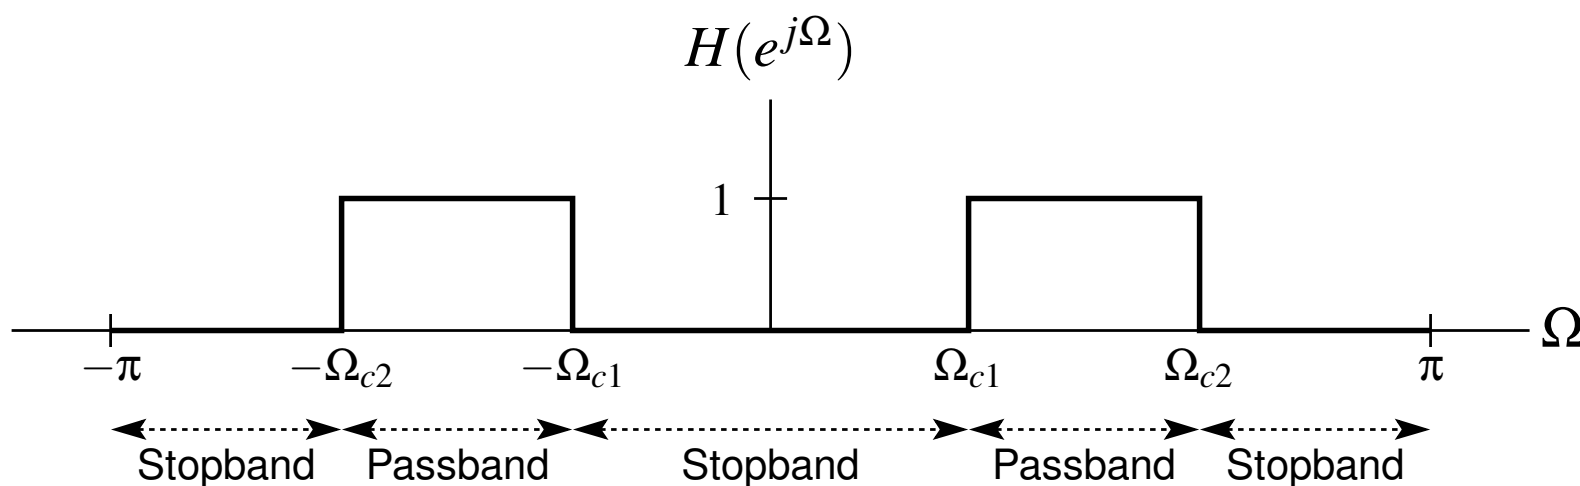 H(e^{jΩ})
1
Ω
−π −Ω_{c2} −Ω_{c1} Ω_{c1} Ω_{c2} π
Stopband Passband Stopband Passband Stopband